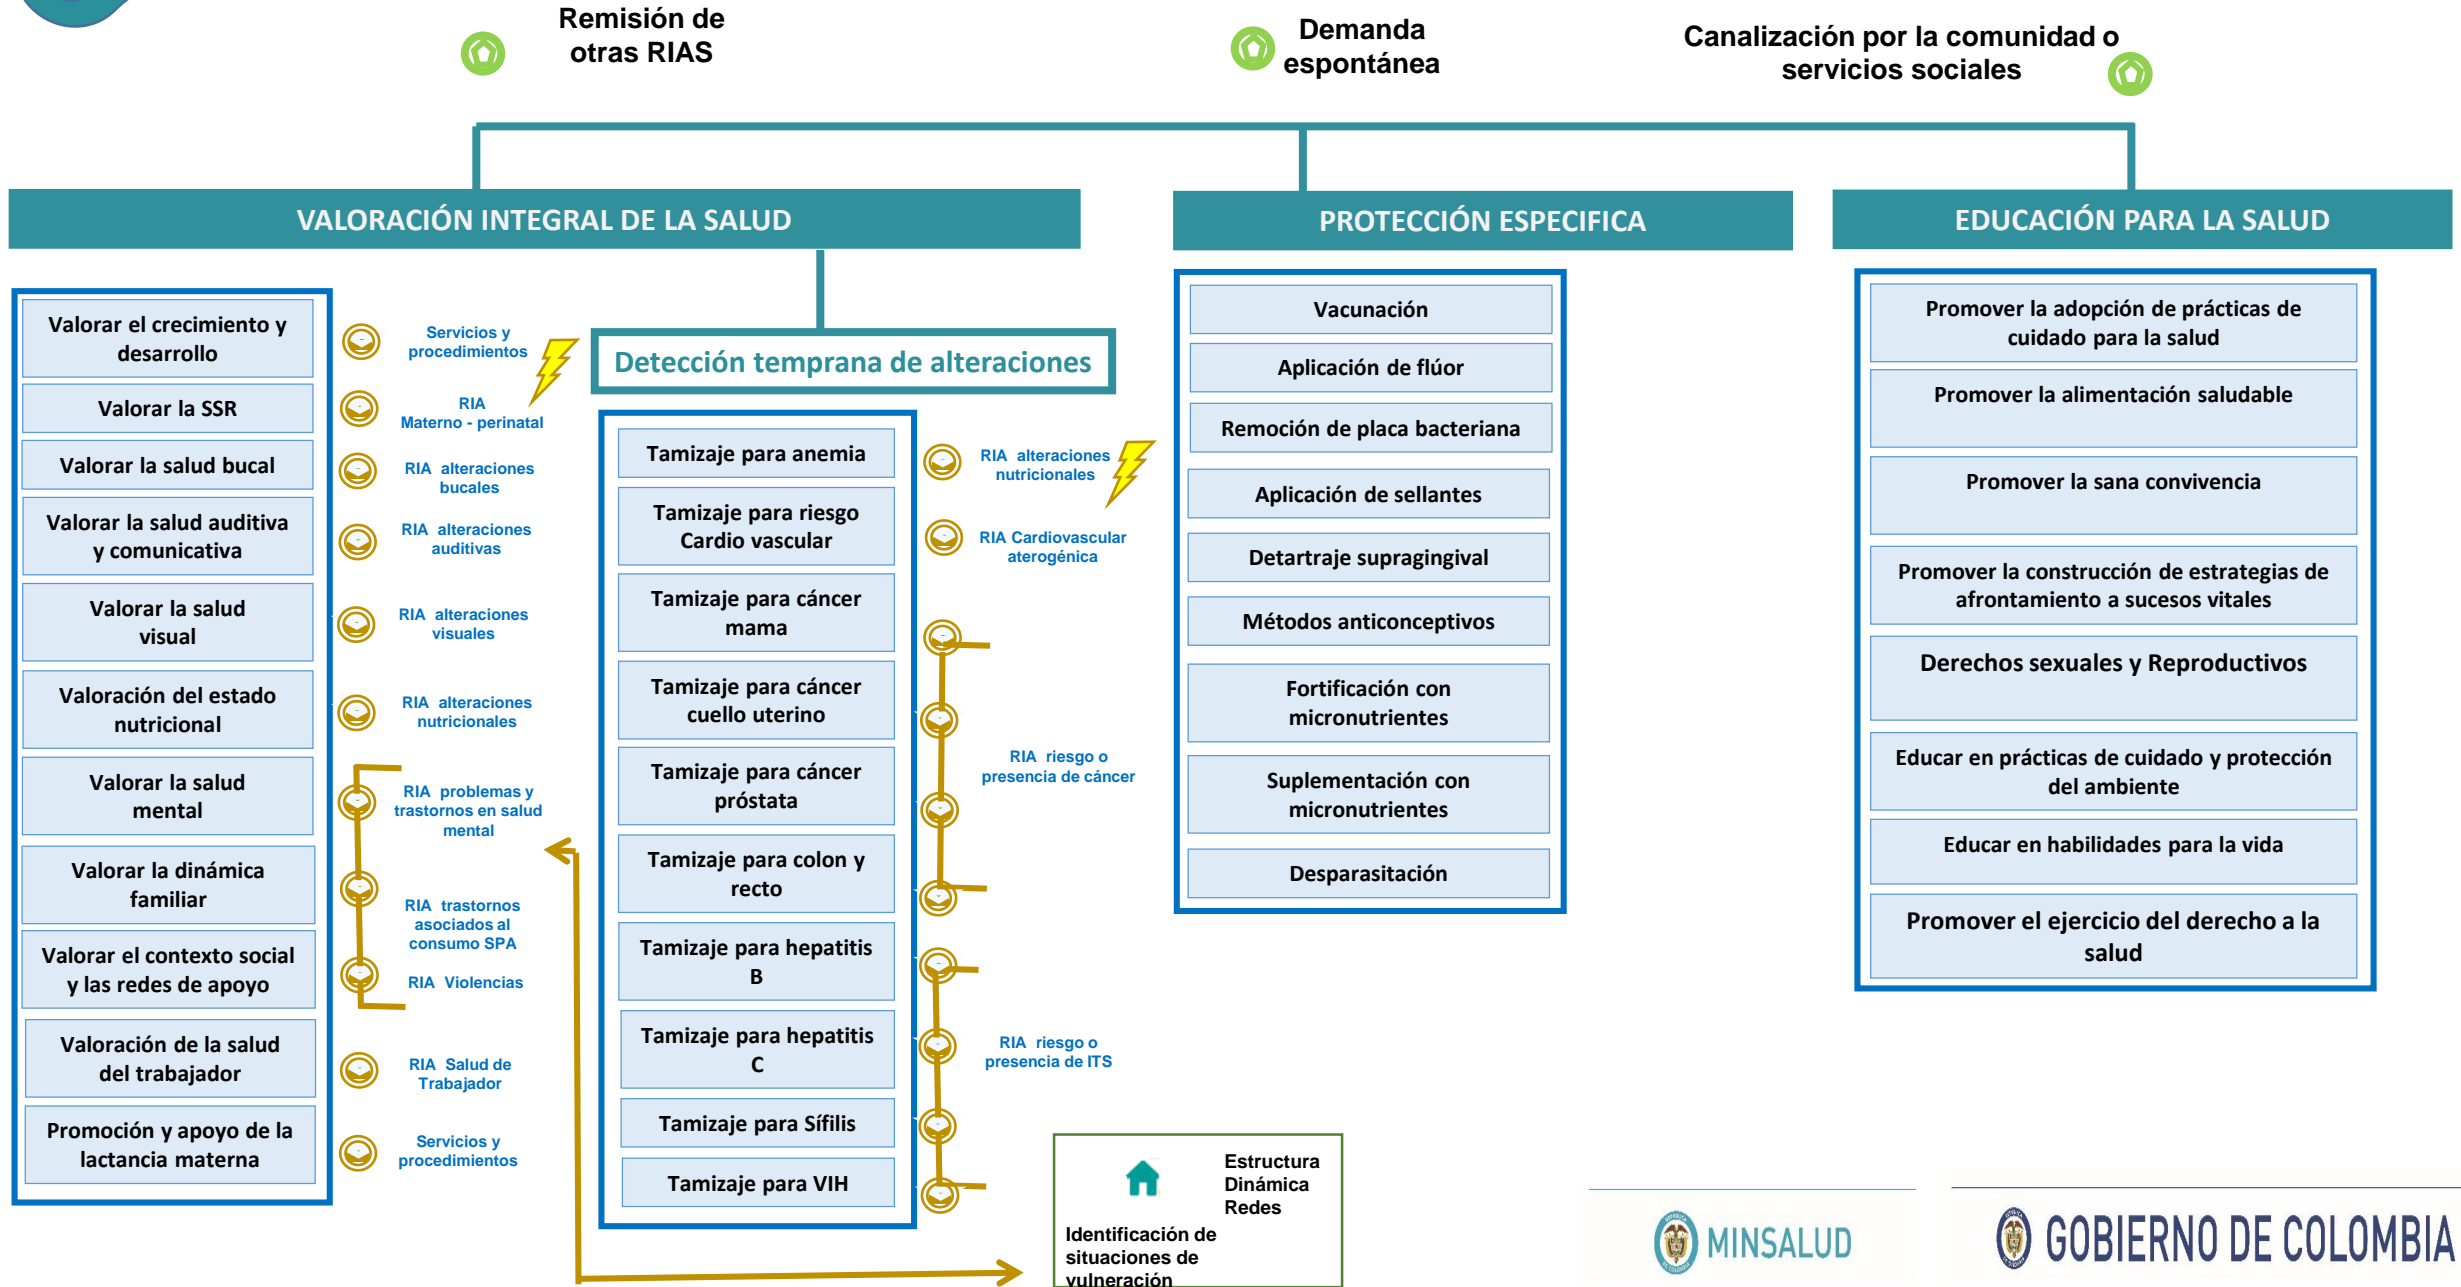 Remisión de
otras RIAS
Demanda
espontánea
Canalización por la comunidad o
servicios sociales
VALORACIÓN INTEGRAL DE LA SALUD
PROTECCIÓN ESPECIFICA
EDUCACIÓN PARA LA SALUD
Valorar el crecimiento y
desarrollo
Valorar la SSR
Valorar la salud bucal
Valorar la salud auditiva
y comunicativa
Valorar la salud
visual
Valoración del estado
nutricional
Valorar la salud
mental
Valorar la dinámica
familiar
Valorar el contexto social
y las redes de apoyo
Valoración de la salud
del trabajador
Promoción y apoyo de la
lactancia materna
Servicios y
procedimientos
RIA
Materno - perinatal
RIA alteraciones
bucales
RIA alteraciones
auditivas
RIA alteraciones
visuales
RIA alteraciones
nutricionales
RIA problemas y
trastornos en salud
mental
RIA trastornos
asociados al
consumo SPA
RIA Violencias
RIA Salud de
Trabajador
Servicios y
procedimientos
Detección temprana de alteraciones
Tamizaje para anemia
Tamizaje para riesgo
Cardio vascular
Tamizaje para cáncer
mama
Tamizaje para cáncer
cuello uterino
Tamizaje para cáncer
próstata
Tamizaje para colon y
recto
Tamizaje para hepatitis
B
Tamizaje para hepatitis
C
Tamizaje para Sífilis
Tamizaje para VIH
RIA alteraciones
nutricionales
RIA Cardiovascular
aterogénica
RIA riesgo o
presencia de cáncer
RIA riesgo o
presencia de ITS
Vacunación
Aplicación de flúor
Remoción de placa bacteriana
Aplicación de sellantes
Detartraje supragingival
Métodos anticonceptivos
Fortificación con
micronutrientes
Suplementación con
micronutrientes
Desparasitación
Promover la adopción de prácticas de
cuidado para la salud
Promover la alimentación saludable
Promover la sana convivencia
Promover la construcción de estrategias de
afrontamiento a sucesos vitales
Derechos sexuales y Reproductivos
Educar en prácticas de cuidado y protección
del ambiente
Educar en habilidades para la vida
Promover el ejercicio del derecho a la
salud
Estructura
Dinámica
Redes
Identificación de
situaciones de
vulneración
MINSALUD
GOBIERNO DE COLOMBIA